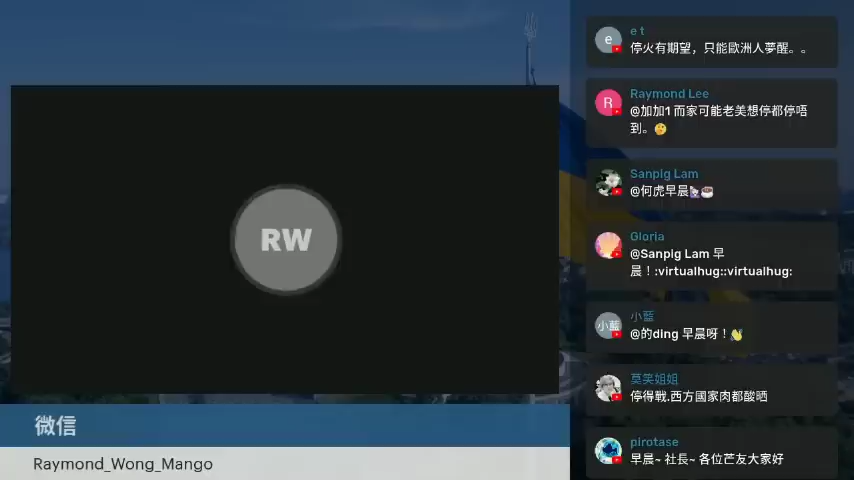 RW
微信
Raymond_Wong_Mango
e
e t
停火有期望，只能歐洲人夢醒。。
R
Raymond Lee
@加加1 而家可能老美想停都停唔
到。🤔
Sanpig Lam
@何虎早晨
Gloria
@Sanpig Lam 早
晨！:virtualhug::virtualhug:
小藍
小藍
@的ding 早晨呀！👋
莫笑姐姐
停得戰,西方國家肉都酸晒
pirotase
早晨~ 社長~ 各位芒友大家好